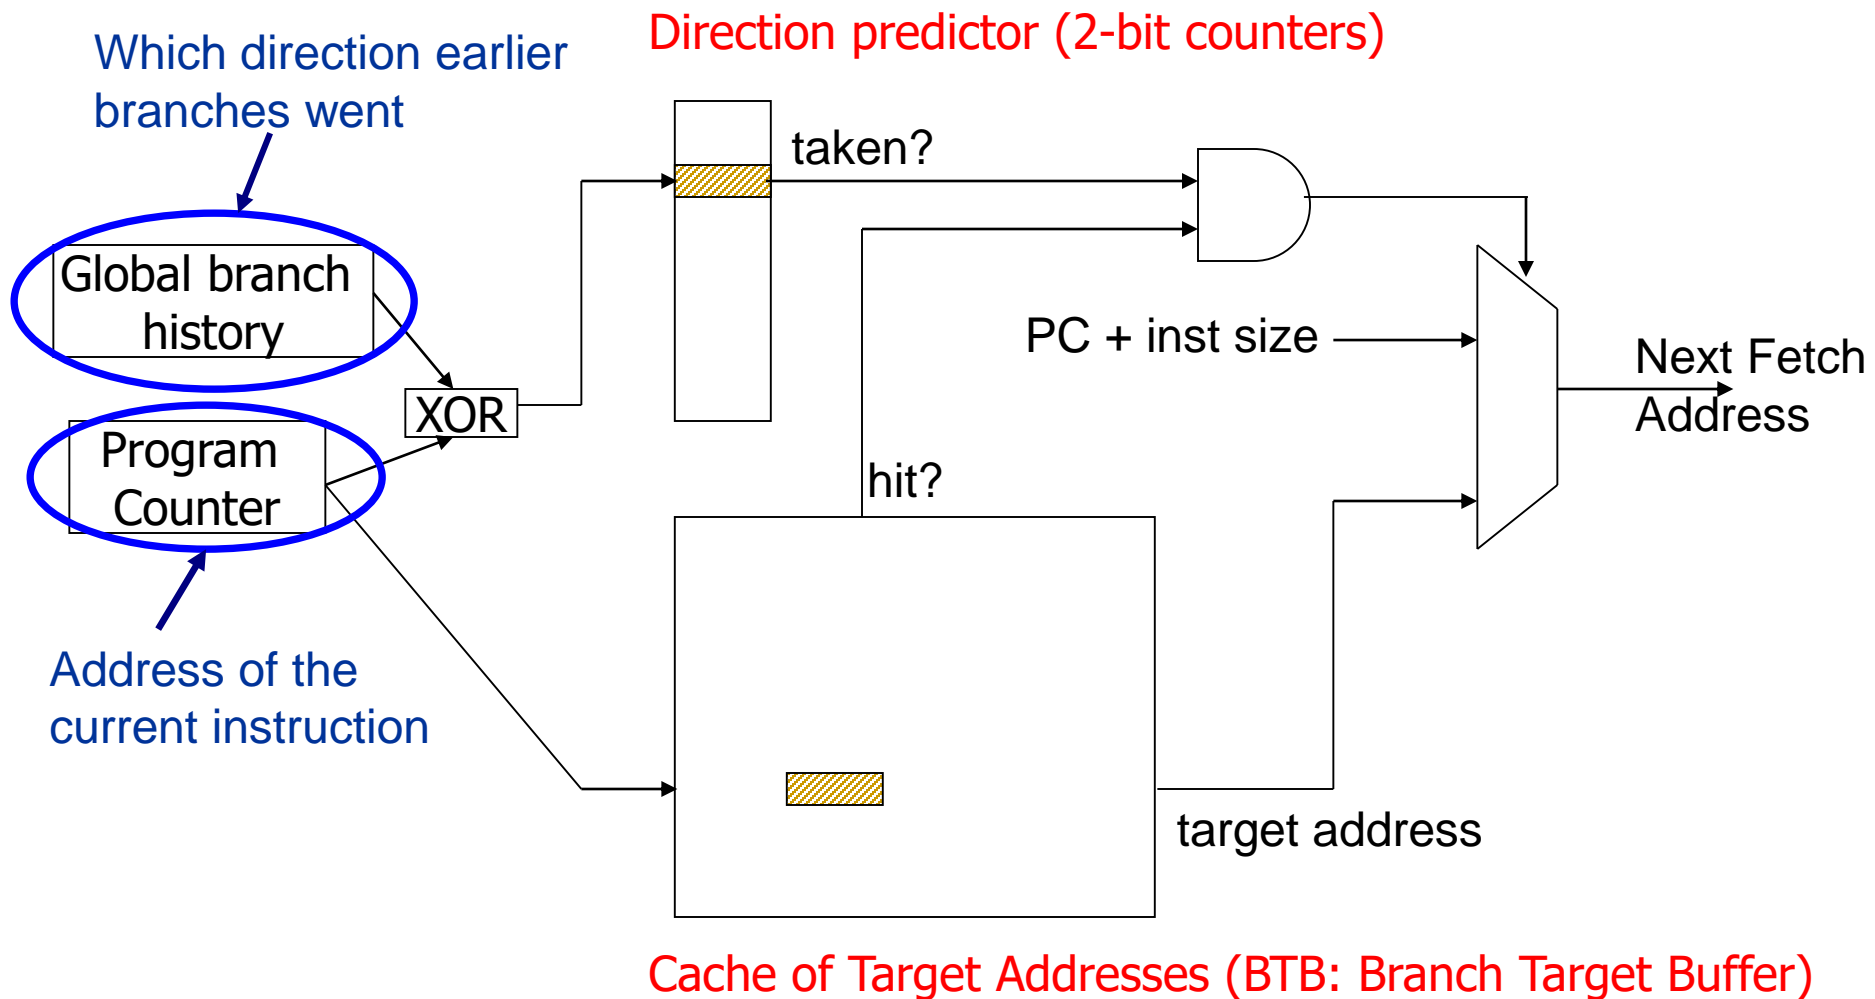 Direction predictor (2-bit counters)
Which direction earlier
branches went
taken?
Global branch
history
PC + inst size
Next Fetch
Address
XOR
Program
Counter
hit?
Address of the
current instruction
target address
Cache of Target Addresses (BTB: Branch Target Buffer)